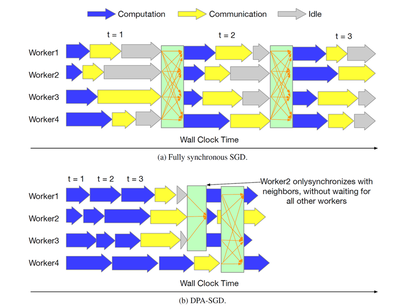 Computation Communication Idle
t = 1 t = 2 t = 3
Worker1
Worker2
Worker3
Worker4
Wall Clock Time
(a) Fully synchronous SGD.
t = 1 t = 2 t = 3
Worker2 onlysynchronizes with
neighbors, without waiting for
all other workers
Worker1
Worker2
Worker3
Worker4
Wall Clock Time
(b) DPA-SGD.